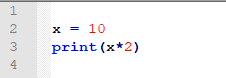 1
2 x = 10
3 print(x*2)
4